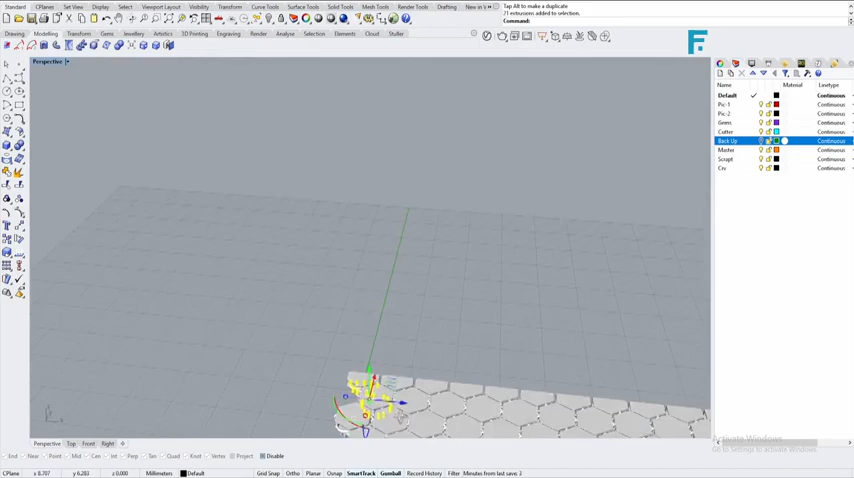 Standard CPlanes Set View Display Select Viewport Layout Visibility Transform Curve Tools Surface Tools Solid Tools Mesh Tools Render Tools Drafting New in V
Tap Alt to make a duplicate
21 extrusions added to selection.
Command:
Drawing Modelling Transform Gems Jewelry Artistics 3D Printing Engraving Render Analyse Selection Elements Cloud Stuller
Perspective
Name Material Linetype
Default Continuous
Pic-1 Continuous
Pic-2 Continuous
Gems Continuous
Cutter Continuous
Back Up Continuous
Master Continuous
Scrapt Continuous
Crv Continuous
Activate Windows
Go to Settings to activate Windows.
Perspective Top Front Right
End Near Point Mid Cen Int Perp Tan Quad Knot Vertex Project Disable
CPlane x 8.707 y 6.283 z 0.000 Millimeters Default Grid Snap Ortho Planar Osnap SmartTrack Gumball Record History Filter Minutes from last save: 3